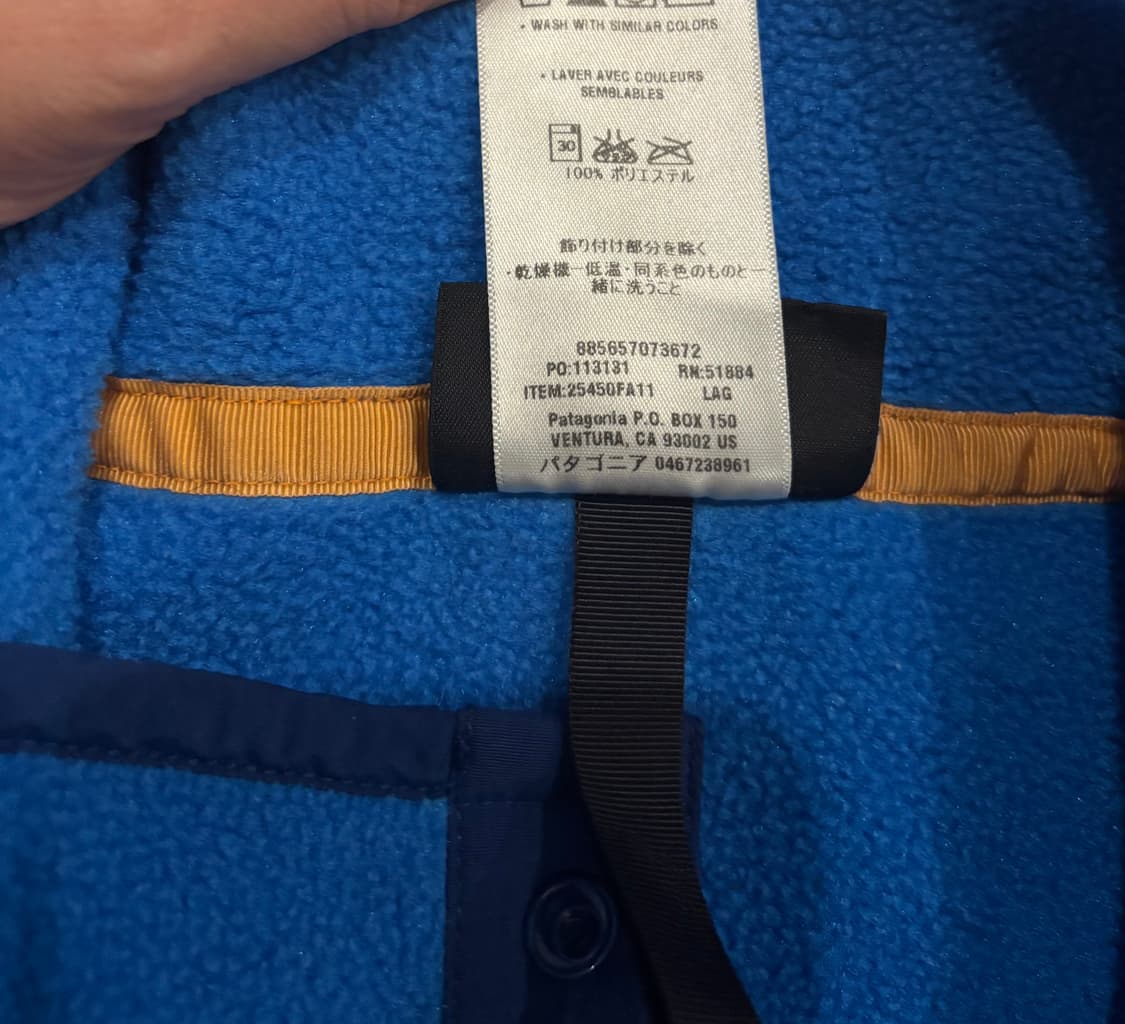 • WASH WITH SIMILAR COLORS
• LAVER AVEC COULEURS
SEMBLABLES
30
100% ポリエステル
飾り付け部分を除く
・乾燥機一低温・同系色のものと一
緒に洗うこと
885657073672
PO:113131 RN:51884
ITEM:25450FA11 LAG
Patagonia P.O. BOX 150
VENTURA, CA 93002 US
パタゴニア 0467238961